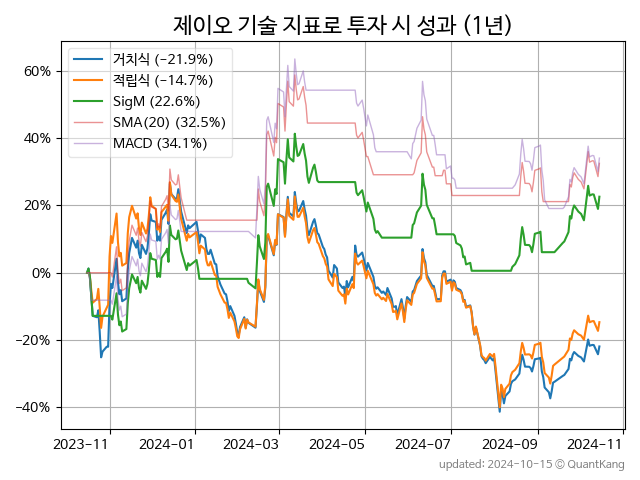 제이오 기술 지표로 투자 시 성과 (1년)
거치식 (−21.9%)
적립식 (−14.7%)
SigM (22.6%)
SMA(20) (32.5%)
MACD (34.1%)
60%
40%
20%
0%
−20%
−40%
2023−11 2024−01 2024−03 2024−05 2024−07 2024−09 2024−11
updated: 2024−10−15 © QuantKang